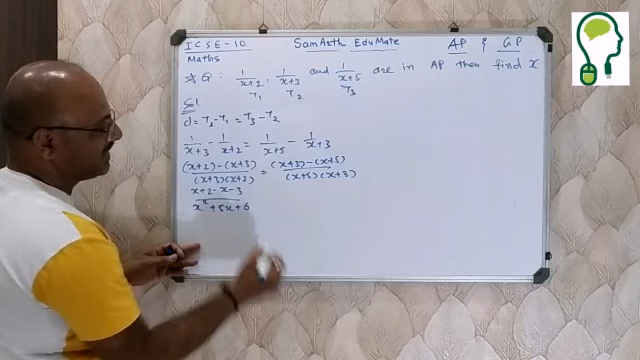 ICSE-10 SamArth EduMate AP & GP
Maths
* Q: 1/(x+2), 1/(x+3) and 1/(x+5) are in AP then find x
T1 T2 T3
Sol.
d = T2-T1 = T3-T2
1/(x+3) - 1/(x+2) = 1/(x+5) - 1/(x+3)
((x+2)-(x+3))/((x+3)(x+2)) = ((x+3)-(x+5))/((x+5)(x+3))
(x+2-x-3)/(x²+5x+6)